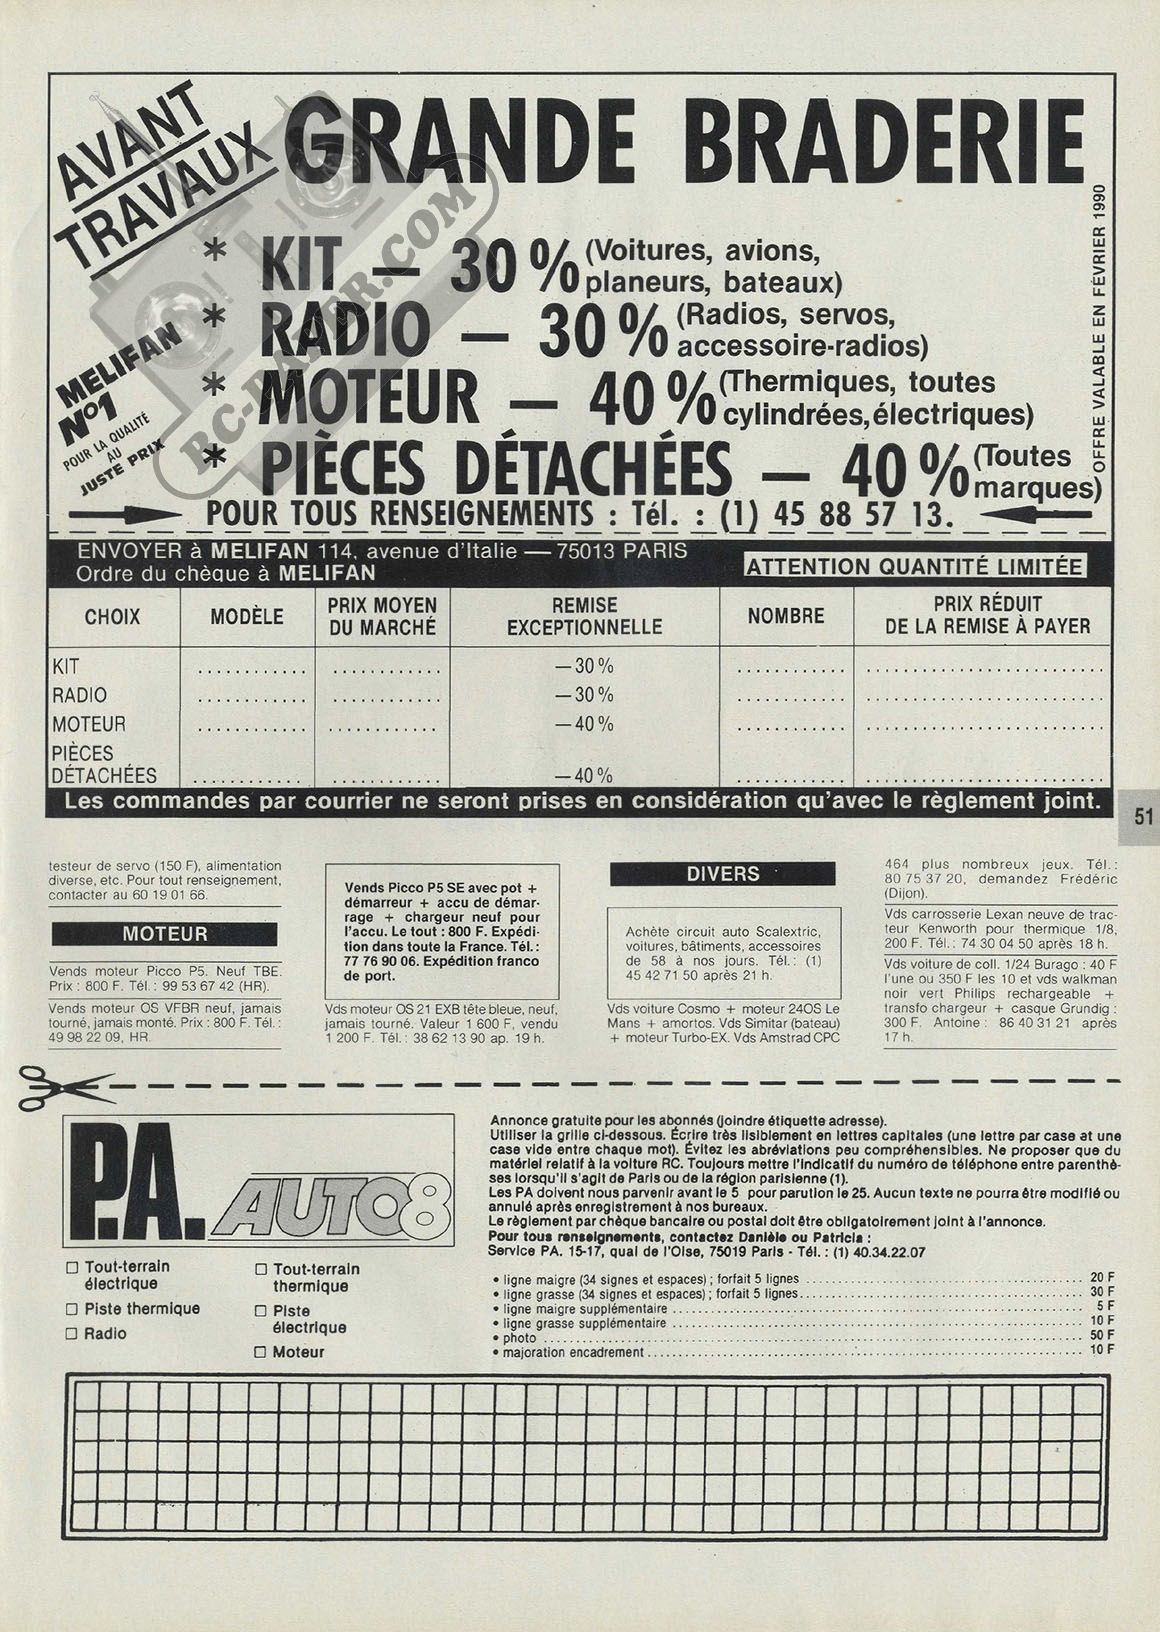 AVANT
TRAVAUX
GRANDE BRADERIE
* KIT — 30 % (Voitures, avions,
planeurs, bateaux)
* RADIO — 30 % (Radios, servos,
accessoire-radios)
* MOTEUR — 40 % (Thermiques, toutes
cylindrées, électriques)
* PIÈCES DÉTACHÉES — 40 % (Toutes
marques)
MELIFAN
N°1
POUR LA QUALITÉ
AU
JUSTE PRIX
RC-PAPER.COM
OFFRE VALABLE EN FÉVRIER 1990
POUR TOUS RENSEIGNEMENTS : Tél. : (1) 45 88 57 13.
ENVOYER à MELIFAN 114, avenue d'Italie — 75013 PARIS
Ordre du chèque à MELIFAN
ATTENTION QUANTITÉ LIMITÉE
CHOIX
MODÈLE
PRIX MOYEN
DU MARCHÉ
REMISE
EXCEPTIONNELLE
NOMBRE
PRIX RÉDUIT
DE LA REMISE À PAYER
KIT ............ ............ —30 % ............ ..............................
RADIO ............ ............ —30 % ............ ..............................
MOTEUR ............ ............ —40 % ............ ..............................
PIÈCES
DÉTACHÉES ............ ............ —40 % ............ ..............................
Les commandes par courrier ne seront prises en considération qu'avec le règlement joint.
51
testeur de servo (150 F), alimentation
diverse, etc. Pour tout renseignement,
contacter au 60 19 01 66.
MOTEUR
Vends moteur Picco P5. Neuf TBE.
Prix : 800 F. Tél. : 99 53 67 42 (HR).
Vends moteur OS VFBR neuf, jamais
tourné, jamais monté. Prix : 800 F. Tél. :
49 98 22 09, HR.
Vends Picco P5 SE avec pot +
démarreur + accu de démar-
rage + chargeur neuf pour
l'accu. Le tout : 800 F. Expédi-
tion dans toute la France. Tél. :
77 76 90 06. Expédition franco
de port.
Vds moteur OS 21 EXB tête bleue, neuf,
jamais tourné. Valeur 1 600 F, vendu
1 200 F. Tél. : 38 62 13 90 ap. 19 h.
DIVERS
Achète circuit auto Scalextric,
voitures, bâtiments, accessoires
de 58 à nos jours. Tél. : (1)
45 42 71 50 après 21 h.
Vds voiture Cosmo + moteur 24OS Le
Mans + amortos. Vds Simitar (bateau)
+ moteur Turbo-EX. Vds Amstrad CPC
464 plus nombreux jeux. Tél. :
80 75 37 20, demandez Frédéric
(Dijon).
Vds carrosserie Lexan neuve de trac-
teur Kenworth pour thermique 1/8,
200 F. Tél. : 74 30 04 50 après 18 h.
Vds voiture de coll. 1/24 Burago : 40 F
l'une ou 350 F les 10 et vds walkman
noir vert Philips rechargeable +
transfo chargeur + casque Grundig :
300 F. Antoine : 86 40 31 21 après
17 h.
P.A. AUTO8
Annonce gratuite pour les abonnés (joindre étiquette adresse).
Utiliser la grille ci-dessous. Écrire très lisiblement en lettres capitales (une lettre par case et une
case vide entre chaque mot). Évitez les abréviations peu compréhensibles. Ne proposer que du
matériel relatif à la voiture RC. Toujours mettre l'indicatif du numéro de téléphone entre parenthè-
ses lorsqu'il s'agit de Paris ou de la région parisienne (1).
Les PA doivent nous parvenir avant le 5 pour parution le 25. Aucun texte ne pourra être modifié ou
annulé après enregistrement à nos bureaux.
Le règlement par chèque bancaire ou postal doit être obligatoirement joint à l'annonce.
Pour tous renseignements, contactez Danièle ou Patricia :
Service PA. 15-17, quai de l'Oise, 75019 Paris - Tél. : (1) 40.34.22.07
☐ Tout-terrain
électrique
☐ Piste thermique
☐ Radio
☐ Tout-terrain
thermique
☐ Piste
électrique
☐ Moteur
• ligne maigre (34 signes et espaces) ; forfait 5 lignes ........ 20 F
• ligne grasse (34 signes et espaces) ; forfait 5 lignes ........ 30 F
• ligne maigre supplémentaire ........ 5 F
• ligne grasse supplémentaire ........ 10 F
• photo ........ 50 F
• majoration encadrement ........ 10 F